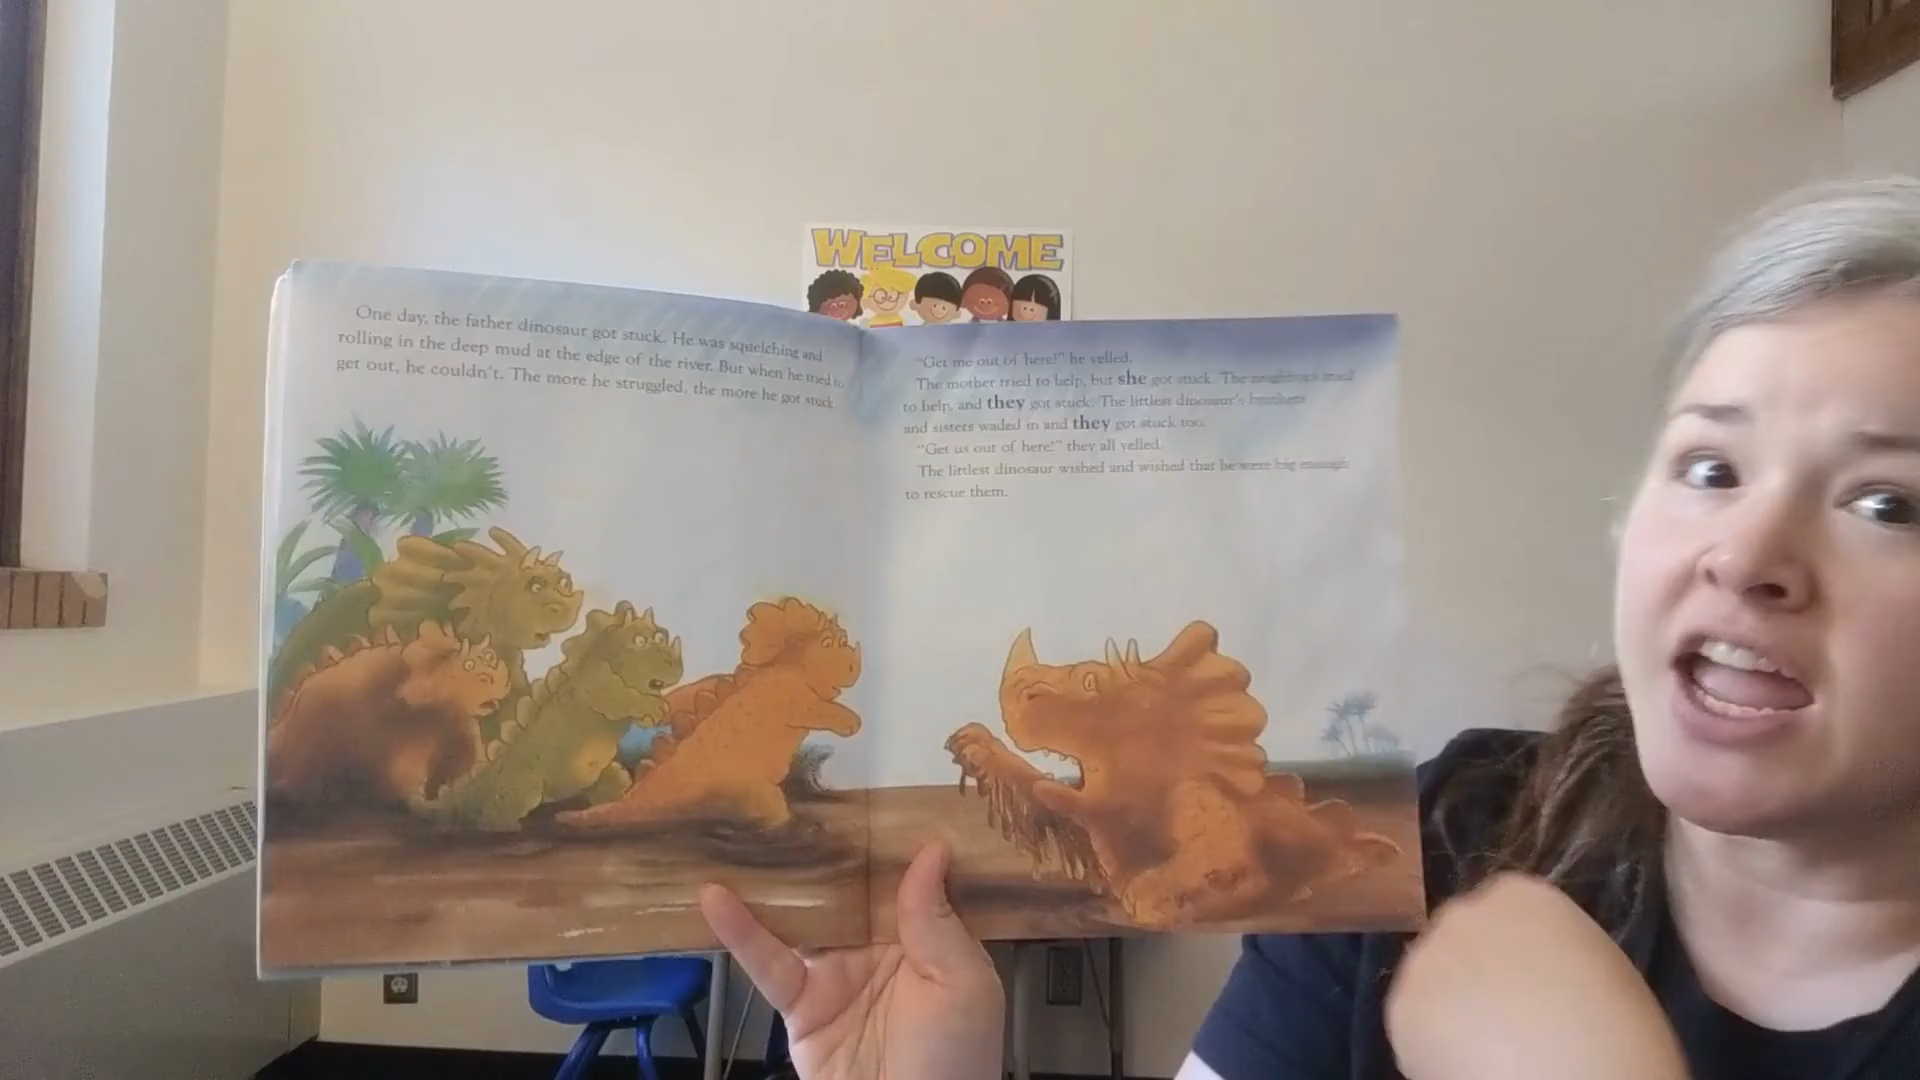 WELCOME
One day, the father dinosaur got stuck. He was squelching and
rolling in the deep mud at the edge of the river. But when he tried to
get out, he couldn't. The more he struggled, the more he got stuck.
"Get me out of here!" he yelled.
The mother tried to help, but she got stuck. The neighbours tried
to help, and they got stuck. The littlest dinosaur's brothers
and sisters waded in and they got stuck too.
"Get us out of here!" they all yelled.
The littlest dinosaur wished and wished that he were big enough
to rescue them.